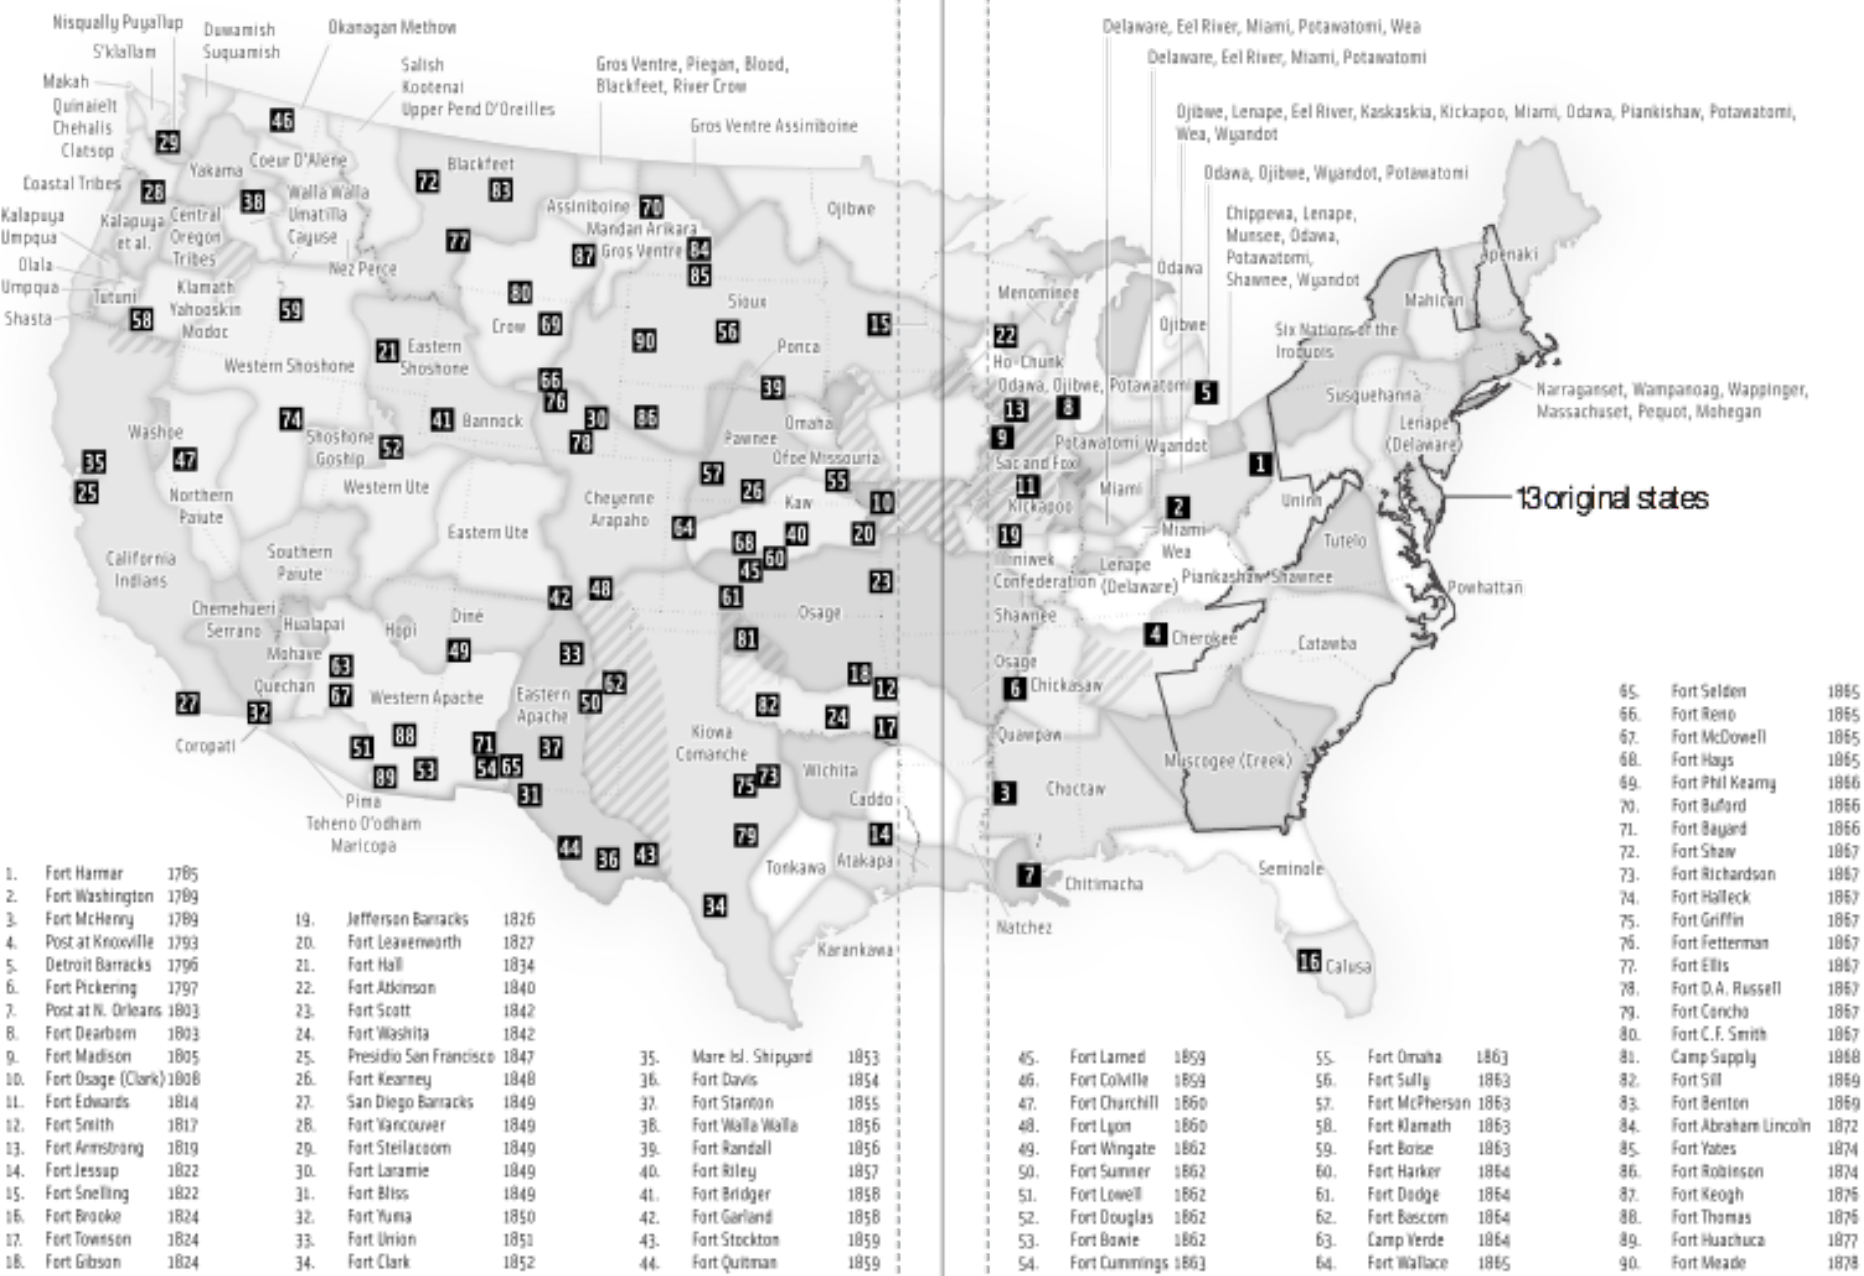 Nisqually Puyallup
S'klallam
Makah
Quinaielt
Chehalis
Clatsop
Coastal Tribes
Kalapuya
Umpqua
Olala
Umpqua
Shasta
Duwamish
Suquamish
Okanagan Methow
Salish
Kootenai
Upper Pend D'Oreilles
Gros Ventre, Piegan, Blood,
Blackfeet, River Crow
Gros Ventre Assiniboine
Delaware, Eel River, Miami, Potawatomi, Wea
Delaware, Eel River, Miami, Potawatomi
Ojibwe, Lenape, Eel River, Kaskaskia, Kickapoo, Miami, Odawa, Piankishaw, Potawatomi,
Wea, Wyandot
Odawa, Ojibwe, Wyandot, Potawatomi
Chippewa, Lenape,
Munsee, Odawa,
Potawatomi,
Shawnee, Wyandot
Yakama
Coeur D'Alene
Walla Walla
Umatilla
Cayuse
Nez Perce
Kalapuya
et al.
Central
Oregon
Tribes
Tututni
Klamath
Yahooskin
Modoc
Blackfeet
Assiniboine
Mandan Arikara
Gros Ventre
Ojibwe
Sioux
Crow
Eastern
Shoshone
Western Shoshone
Bannock
Ponca
Omaha
Pawnee
Otoe Missouria
Kaw
Washoe
Northern
Paiute
Shoshone
Goship
Western Ute
Eastern Ute
Cheyenne
Arapaho
California
Indians
Southern
Paiute
Chemehueri
Serrano
Hualapai
Mohave
Quechan
Hopi
Diné
Western Apache
Eastern
Apache
Coropati
Pima
Toheno O'odham
Maricopa
Kiowa
Comanche
Osage
Wichita
Caddo
Tonkawa
Atakapa
Karankawa
Menominee
Odawa
Ojibwe
Ho-Chunk
Odawa, Ojibwe, Potawatomi
Potawatomi
Wyandot
Sac and Fox
Kickapoo
Miami
Miami
Wea
Confederation
Lenape
(Delaware)
Piankashaw
Shawnee
Shawnee
Osage
Chickasaw
Cherokee
Quawpaw
Choctaw
Muscogee (Creek)
Chitimacha
Natchez
Seminole
Calusa
Catawba
Tutelo
Powhattan
Susquehanna
Lenape
(Delaware)
Six Nations of the
Iroquois
Mahican
Narraganset, Wampanoag, Wappinger,
Massachuset, Pequot, Mohegan
13 original states
1. Fort Harmar 1785
2. Fort Washington 1789
3. Fort McHenry 1789
4. Post at Knoxville 1793
5. Detroit Barracks 1796
6. Fort Pickering 1797
7. Post at N. Orleans 1803
8. Fort Dearborn 1803
9. Fort Madison 1805
10. Fort Osage (Clark) 1808
11. Fort Edwards 1814
12. Fort Smith 1817
13. Fort Armstrong 1819
14. Fort Jessup 1822
15. Fort Snelling 1822
16. Fort Brooke 1824
17. Fort Townson 1824
18. Fort Gibson 1824
19. Jefferson Barracks 1826
20. Fort Leavenworth 1827
21. Fort Hall 1834
22. Fort Atkinson 1840
23. Fort Scott 1842
24. Fort Washita 1842
25. Presidio San Francisco 1847
26. Fort Kearney 1848
27. San Diego Barracks 1849
28. Fort Vancouver 1849
29. Fort Steilacoom 1849
30. Fort Laramie 1849
31. Fort Bliss 1849
32. Fort Yuma 1850
33. Fort Union 1851
34. Fort Clark 1852
35. Mare Isl. Shipyard 1853
36. Fort Davis 1854
37. Fort Stanton 1855
38. Fort Walla Walla 1856
39. Fort Randall 1856
40. Fort Riley 1857
41. Fort Bridger 1858
42. Fort Garland 1858
43. Fort Stockton 1859
44. Fort Quitman 1859
45. Fort Larned 1859
46. Fort Colville 1859
47. Fort Churchill 1860
48. Fort Lyon 1860
49. Fort Wingate 1862
50. Fort Sumner 1862
51. Fort Lowell 1862
52. Fort Douglas 1862
53. Fort Bowie 1862
54. Fort Cummings 1863
55. Fort Omaha 1863
56. Fort Sully 1863
57. Fort McPherson 1863
58. Fort Klamath 1863
59. Fort Boise 1863
60. Fort Harker 1864
61. Fort Dodge 1864
62. Fort Bascom 1864
63. Camp Verde 1864
64. Fort Wallace 1865
65. Fort Selden 1865
66. Fort Reno 1865
67. Fort McDowell 1865
68. Fort Hays 1865
69. Fort Phil Kearny 1866
70. Fort Buford 1866
71. Fort Bayard 1866
72. Fort Shaw 1867
73. Fort Richardson 1867
74. Fort Halleck 1867
75. Fort Griffin 1867
76. Fort Fetterman 1867
77. Fort Ellis 1867
78. Fort D.A. Russell 1867
79. Fort Concho 1867
80. Fort C.F. Smith 1867
81. Camp Supply 1868
82. Fort Sill 1869
83. Fort Benton 1869
84. Fort Abraham Lincoln 1872
85. Fort Yates 1874
86. Fort Robinson 1874
87. Fort Keogh 1876
88. Fort Thomas 1876
89. Fort Huachuca 1877
90. Fort Meade 1878